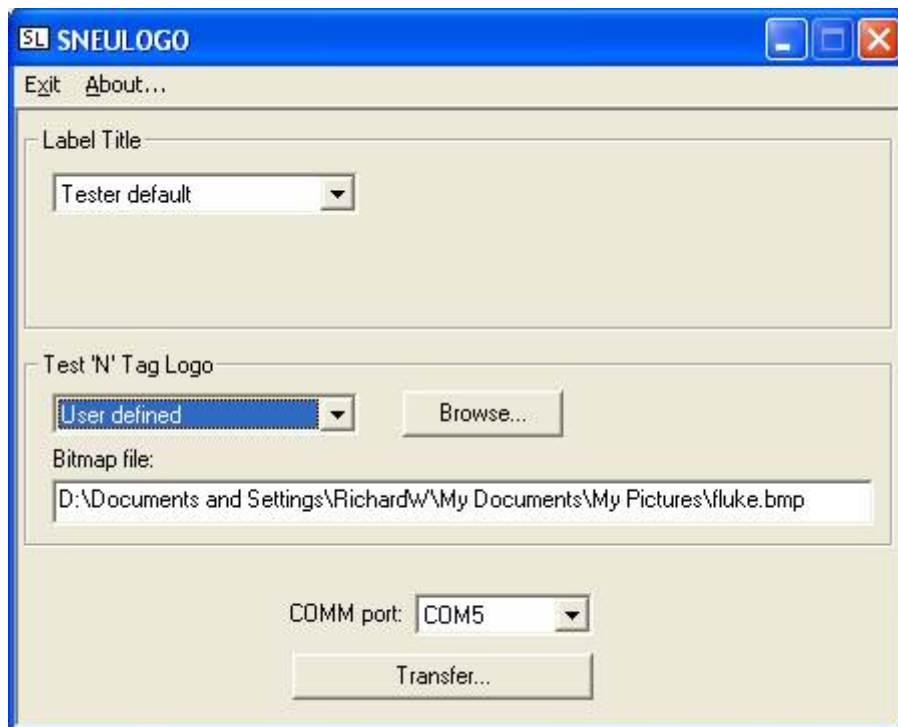 SL SNEULOGO
Exit About...
Label Title
Tester default
Test 'N' Tag Logo
User defined
Browse...
Bitmap file:
D:\Documents and Settings\RichardW\My Documents\My Pictures\fluke.bmp
COMM port: COM5
Transfer...